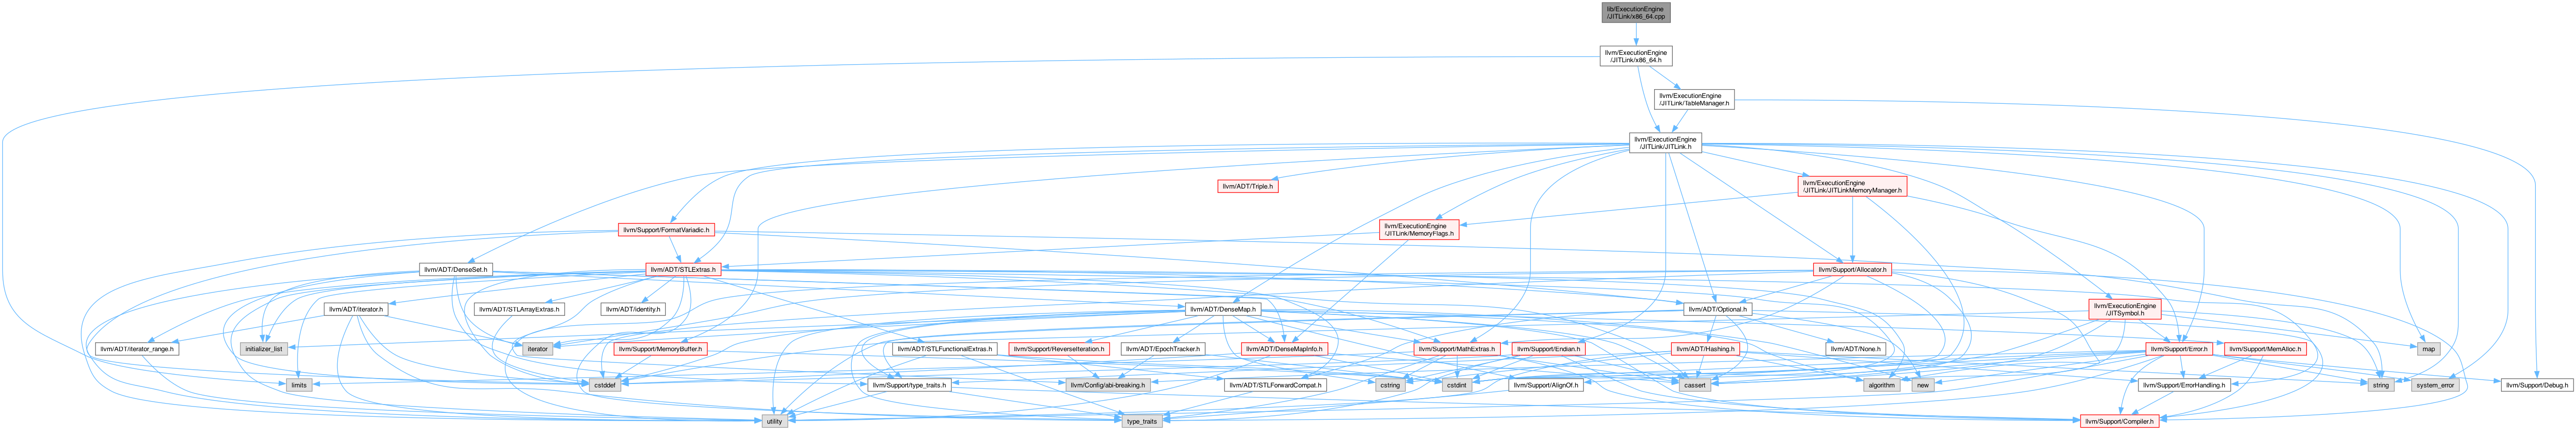 lib/ExecutionEngine
/JITLink/x86_64.cpp
llvm/ExecutionEngine
/JITLink/x86_64.h
llvm/ExecutionEngine
/JITLink/TableManager.h
llvm/ExecutionEngine
/JITLink/JITLink.h
llvm/ADT/Triple.h
llvm/ExecutionEngine
/JITLink/JITLinkMemoryManager.h
llvm/Support/FormatVariadic.h
llvm/ExecutionEngine
/JITLink/MemoryFlags.h
llvm/ADT/DenseSet.h
llvm/ADT/STLExtras.h
llvm/Support/Allocator.h
llvm/ADT/iterator.h
llvm/ADT/STLArrayExtras.h
llvm/ADT/identity.h
llvm/ADT/DenseMap.h
llvm/ADT/Optional.h
llvm/ExecutionEngine
/JITSymbol.h
llvm/ADT/iterator_range.h
initializer_list
iterator
llvm/Support/MemoryBuffer.h
llvm/ADT/STLFunctionalExtras.h
llvm/Support/ReverseIteration.h
llvm/ADT/EpochTracker.h
llvm/ADT/DenseMapInfo.h
llvm/Support/MathExtras.h
llvm/Support/Endian.h
llvm/ADT/Hashing.h
llvm/ADT/None.h
llvm/Support/Error.h
llvm/Support/MemAlloc.h
map
limits
cstddef
llvm/Support/type_traits.h
llvm/Config/abi-breaking.h
llvm/ADT/STLForwardCompat.h
cstring
cstdint
llvm/Support/AlignOf.h
cassert
algorithm
new
llvm/Support/ErrorHandling.h
string
system_error
llvm/Support/Debug.h
utility
type_traits
llvm/Support/Compiler.h